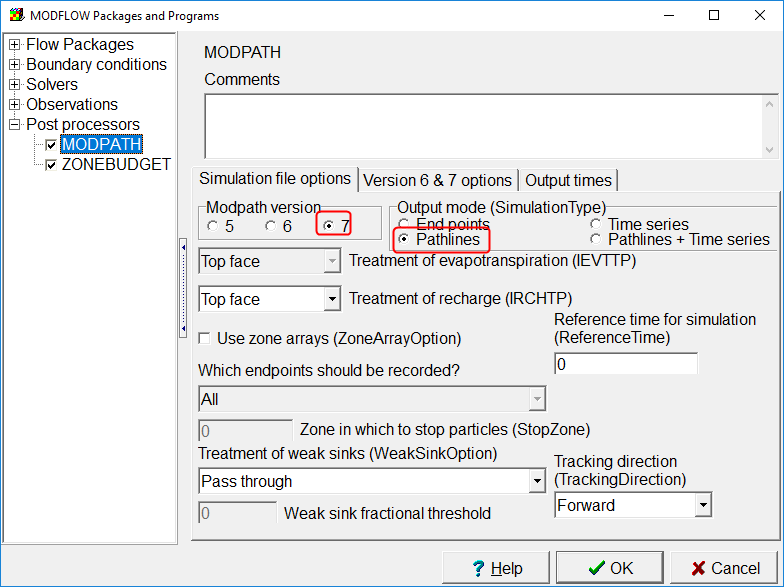 MODFLOW Packages and Programs
Flow Packages
Boundary conditions
Solvers
Observations
Post processors
MODPATH
ZONEBUDGET
MODPATH
Comments
Simulation file options
Version 6 & 7 options
Output times
Modpath version
5
6
7
Output mode (SimulationType)
End points
Time series
Pathlines
Pathlines + Time series
Top face
Treatment of evapotranspiration (IEVTTP)
Top face
Treatment of recharge (IRCHTP)
Use zone arrays (ZoneArrayOption)
Reference time for simulation
(ReferenceTime)
0
Which endpoints should be recorded?
All
0
Zone in which to stop particles (StopZone)
Treatment of weak sinks (WeakSinkOption)
Pass through
Tracking direction
(TrackingDirection)
Forward
0
Weak sink fractional threshold
? Help
OK
Cancel